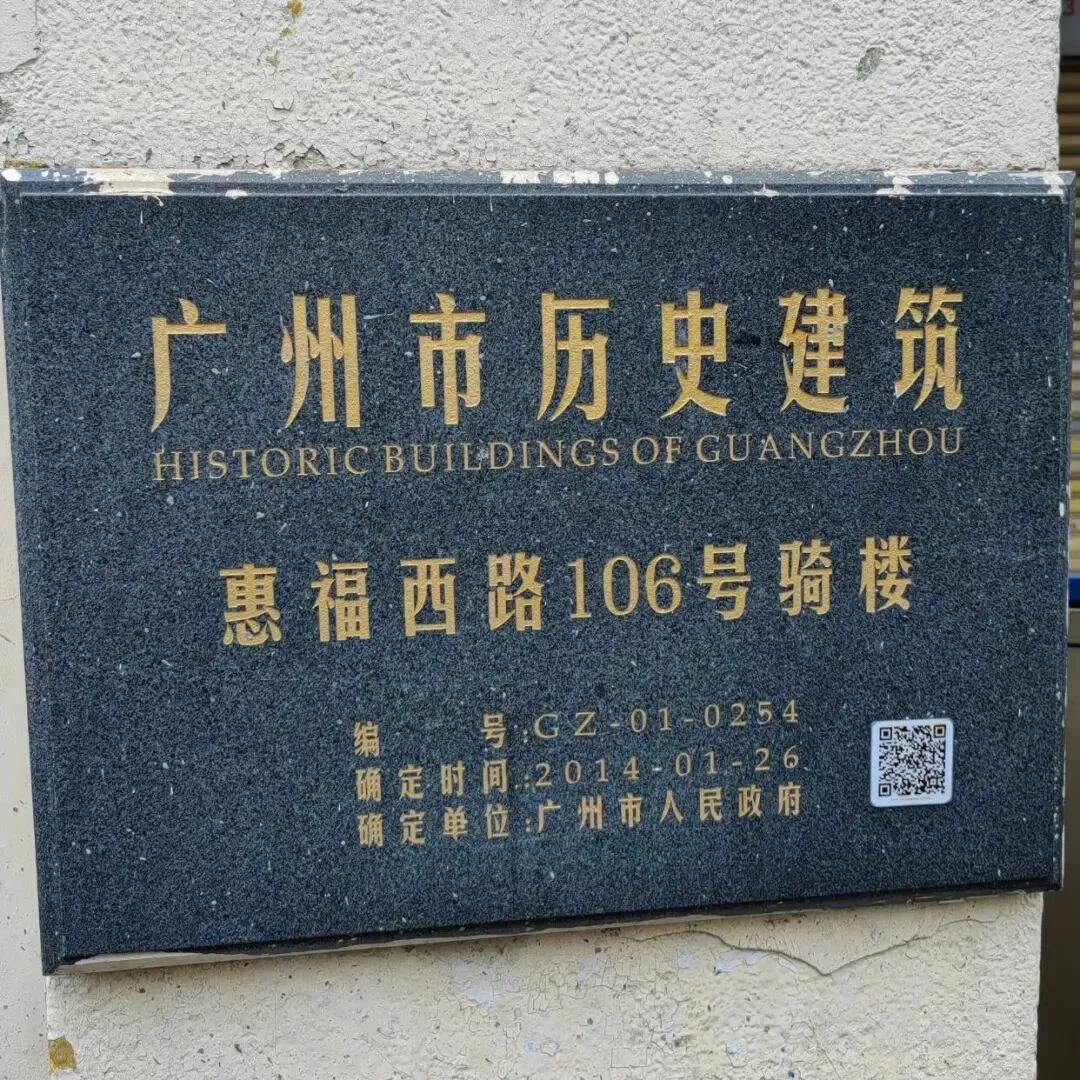 广州市历史建筑
HISTORIC BUILDINGS OF GUANGZHOU
惠福西路106号骑楼
编 号:GZ-01-0254
确定时间:2014-01-26
确定单位:广州市人民政府